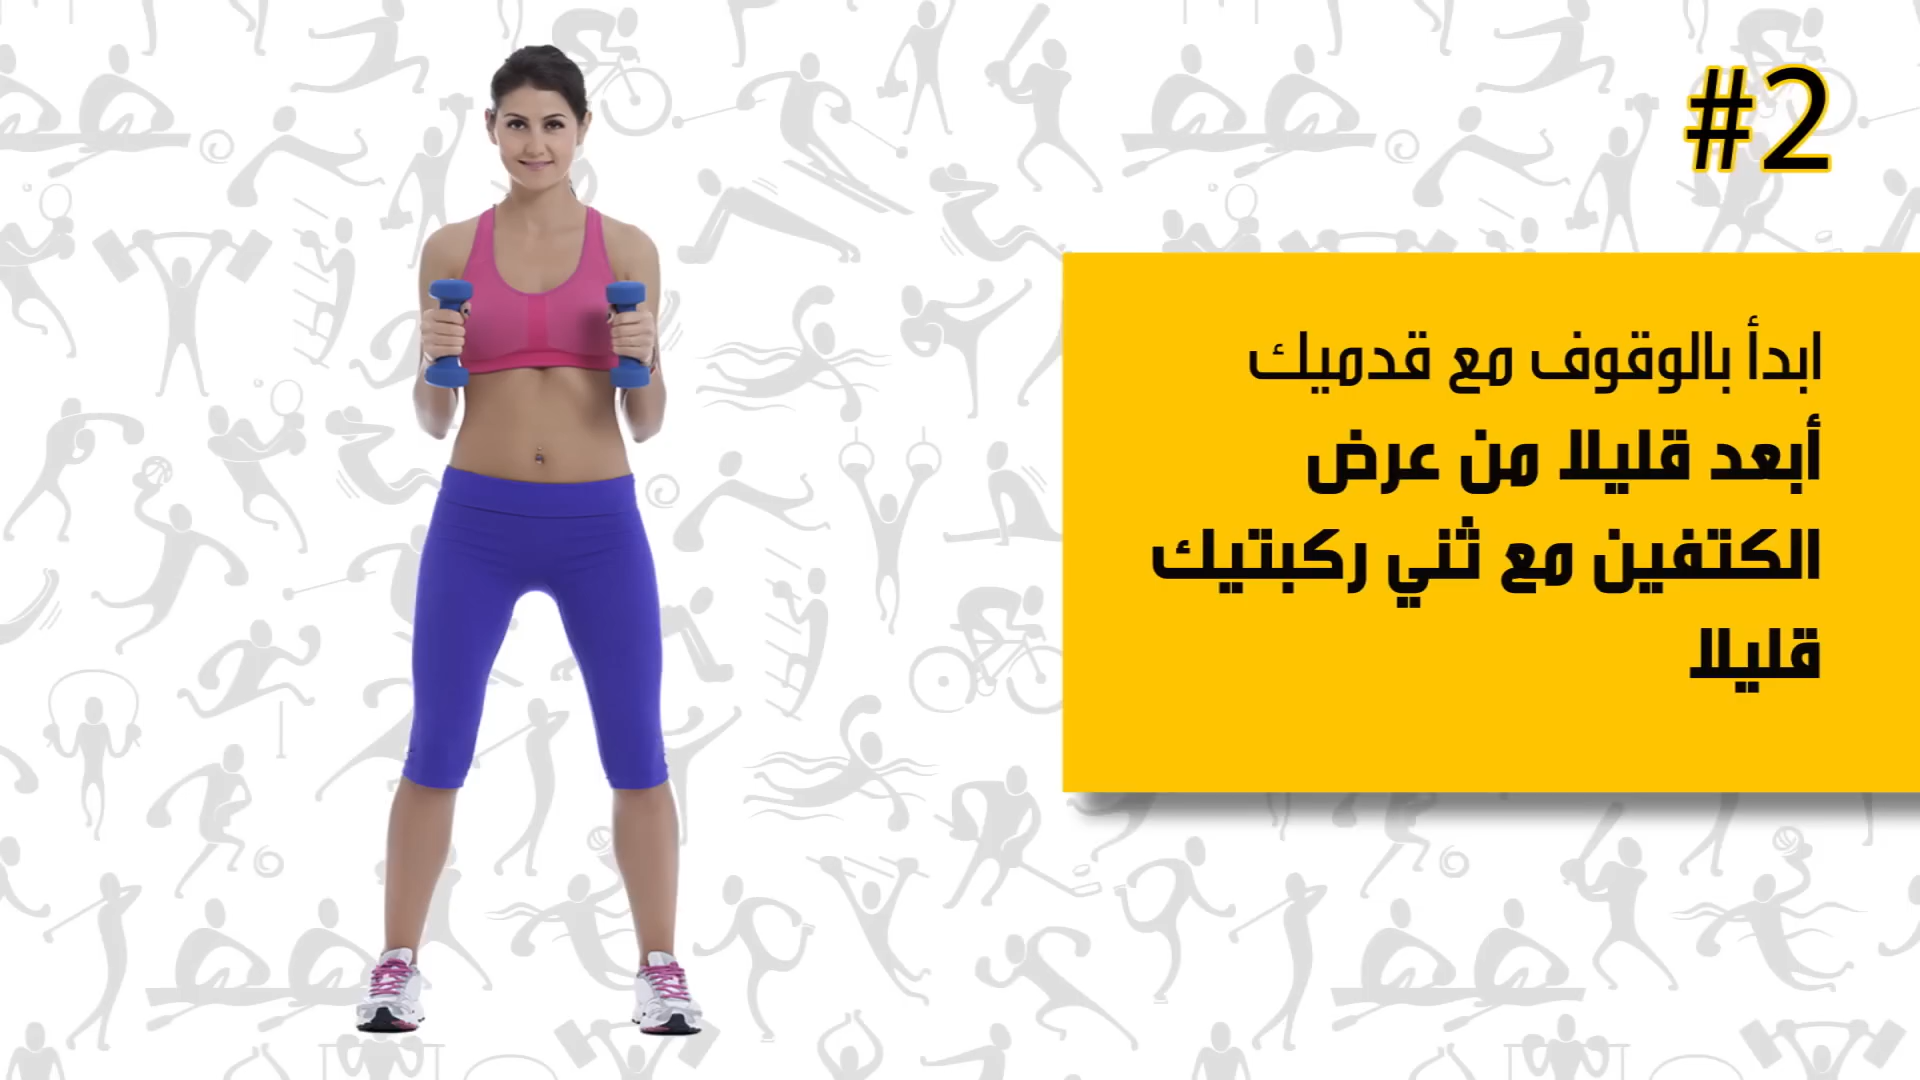 #2
ابدأ بالوقوف مع قدميك
أبعد قليلا من عرض
الكتفين مع ثني ركبتيك
قليلا